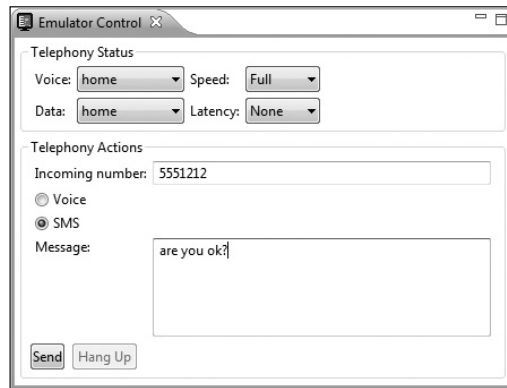 Emulator Control
Telephony Status
Voice: home Speed: Full
Data: home Latency: None
Telephony Actions
Incoming number: 5551212
Voice
SMS
Message: are you ok?
Send Hang Up